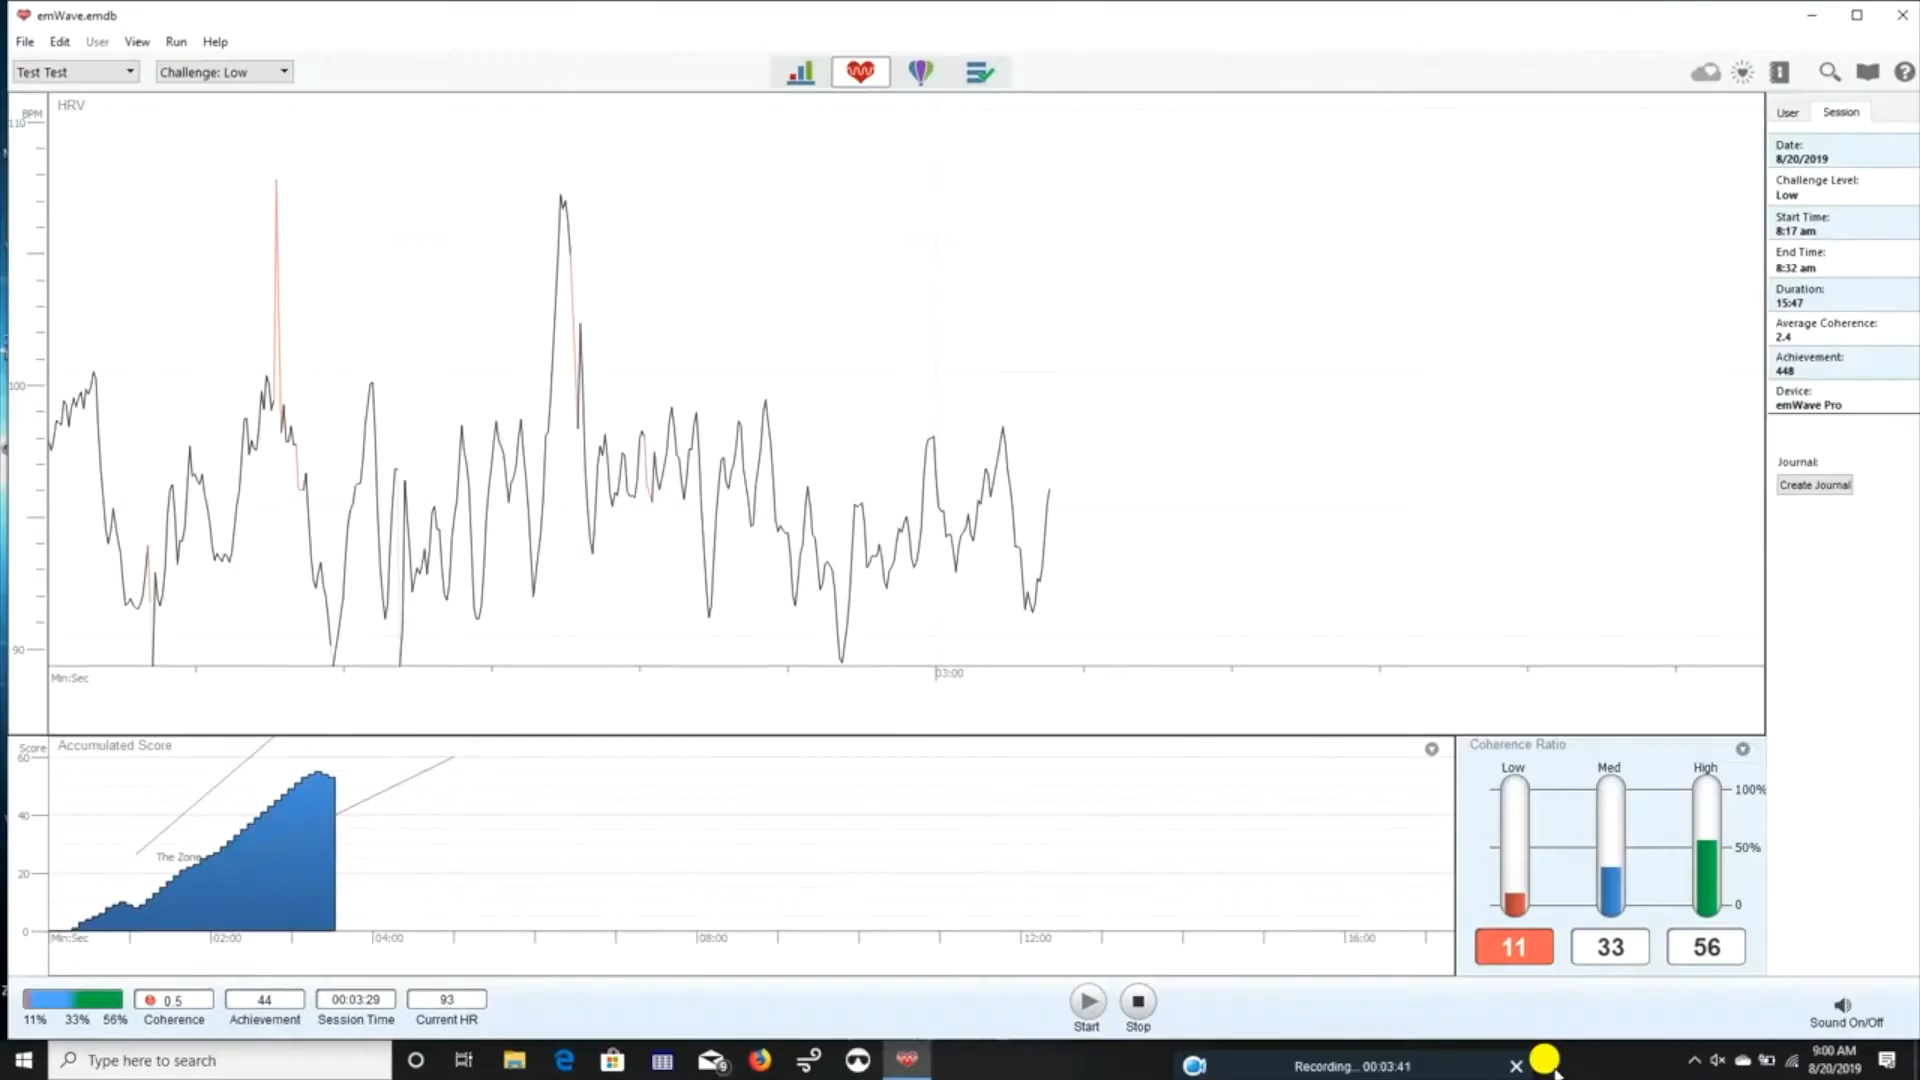 emWave.emdb
File Edit User View Run Help
Test Test Challenge: Low
HRV
BPM
110
100
90
Min:Sec
03:00
User Session
Date:
8/20/2019
Challenge Level:
Low
Start Time:
8:17 am
End Time:
8:32 am
Duration:
15:47
Average Coherence:
2.4
Achievement:
448
Device:
emWave Pro
Journal:
Create Journal
Score
Accumulated Score
60
40
20
0
The Zone
Min:Sec 02:00 04:00 08:00 12:00 16:00
Coherence Ratio
Low Med High
100%
50%
0
11 33 56
11% 33% 56%
0.5
Coherence
44
Achievement
00:03:29
Session Time
93
Current HR
Start Stop
Sound On/Off
Type here to search
9
Recording... 00:03:41
9:00 AM
8/20/2019